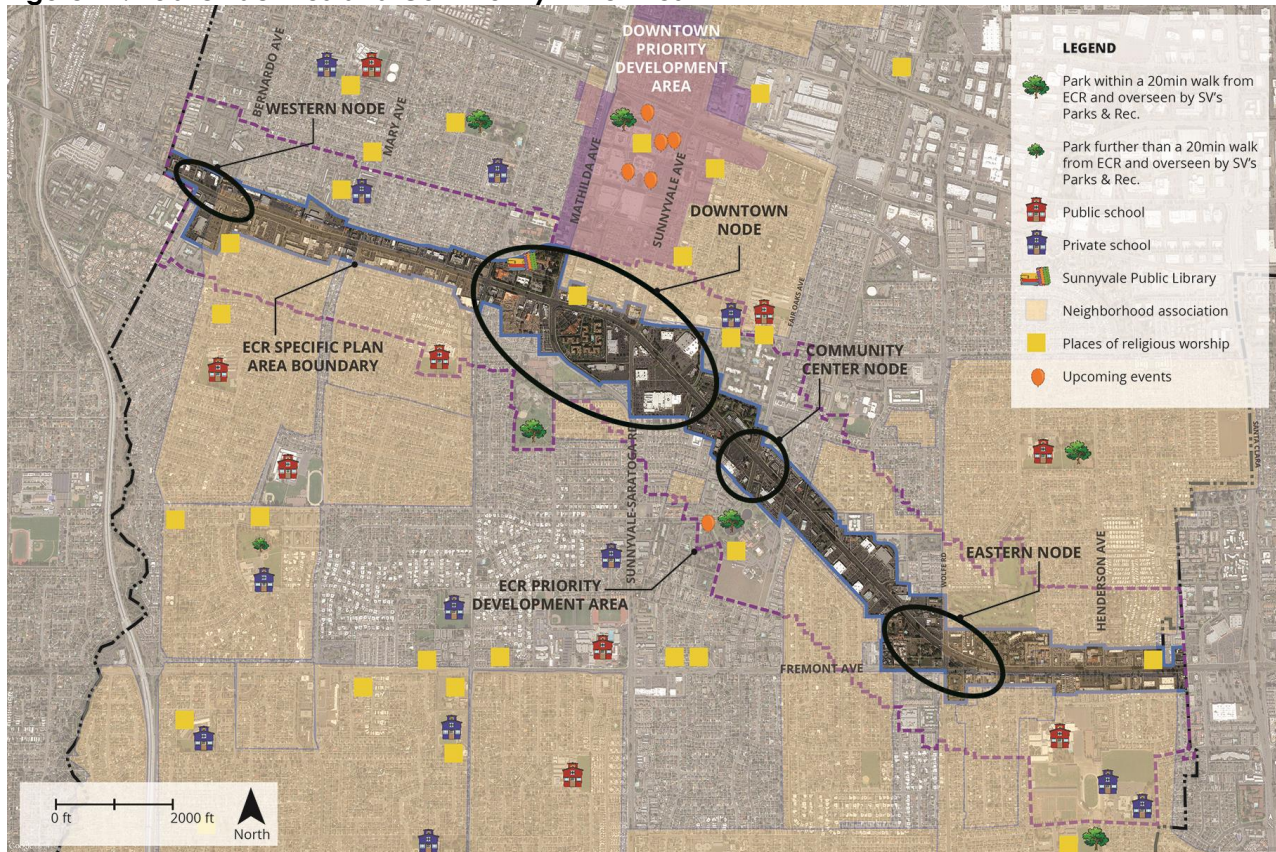 DOWNTOWN
PRIORITY
DEVELOPMENT
AREA
BERNARDO AVE
WESTERN NODE
MARY AVE
MATHILDA AVE
SUNNYVALE AVE
DOWNTOWN
NODE
FAIR OAKS AVE
ECR SPECIFIC PLAN
AREA BOUNDARY
COMMUNITY
CENTER NODE
SUNNYVALE-SARATOGA RD
ECR PRIORITY
DEVELOPMENT AREA
WOLFE RD
EASTERN NODE
HENDERSON AVE
FREMONT AVE
SANTA CLARA
LEGEND
Park within a 20min walk from
ECR and overseen by SV's
Parks & Rec.
Park further than a 20min walk
from ECR and overseen by SV's
Parks & Rec.
Public school
Private school
Sunnyvale Public Library
Neighborhood association
Places of religious worship
Upcoming events
0 ft
2000 ft
North